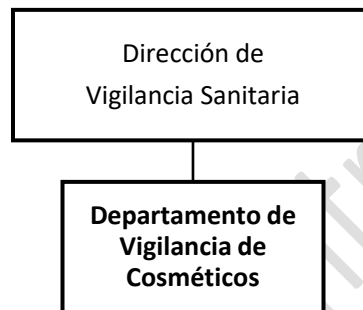 Dirección de
Vigilancia Sanitaria
Departamento de
Vigilancia de
Cosméticos